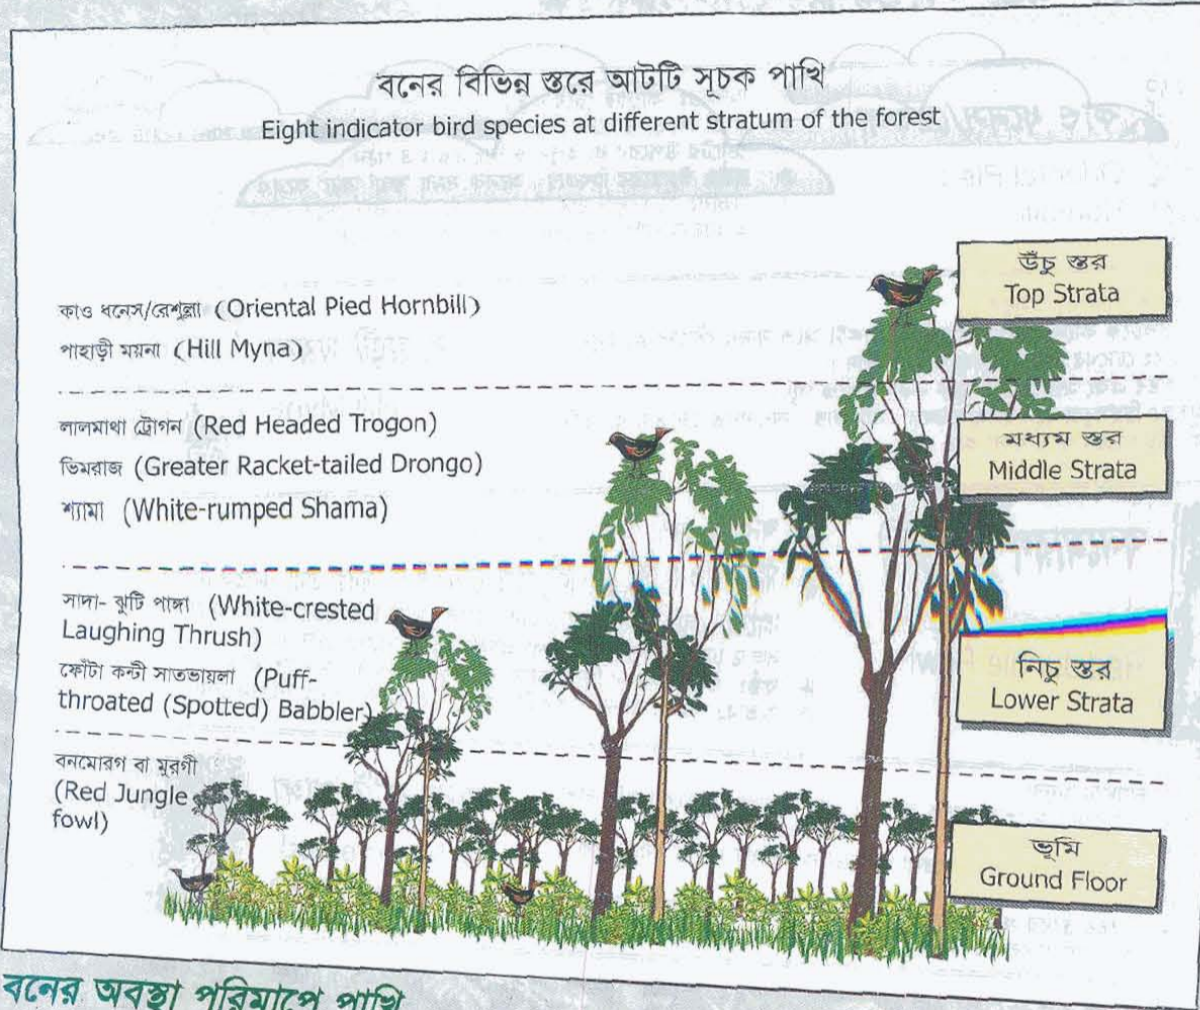 বনের বিভিন্ন স্তরে আটটি সূচক পাখি
Eight indicator bird species at different stratum of the forest
উঁচু স্তর
Top Strata
কাও ধনেস/রেশুল্লা (Oriental Pied Hornbill)
পাহাড়ী ময়না (Hill Myna)
লালমাথা ট্রোগন (Red Headed Trogon)
ভিমরাজ (Greater Racket-tailed Drongo)
শ্যামা (White-rumped Shama)
মধ্যম স্তর
Middle Strata
সাদা- ঝুটি পাঙ্গা (White-crested
Laughing Thrush)
ফোঁটা কন্টী সাতভায়লা (Puff-
throated (Spotted) Babbler)
নিচু স্তর
Lower Strata
বনমোরগ বা মুরগী
(Red Jungle
fowl)
ভূমি
Ground Floor
বনের অবস্থা পরিমাপে পাখি